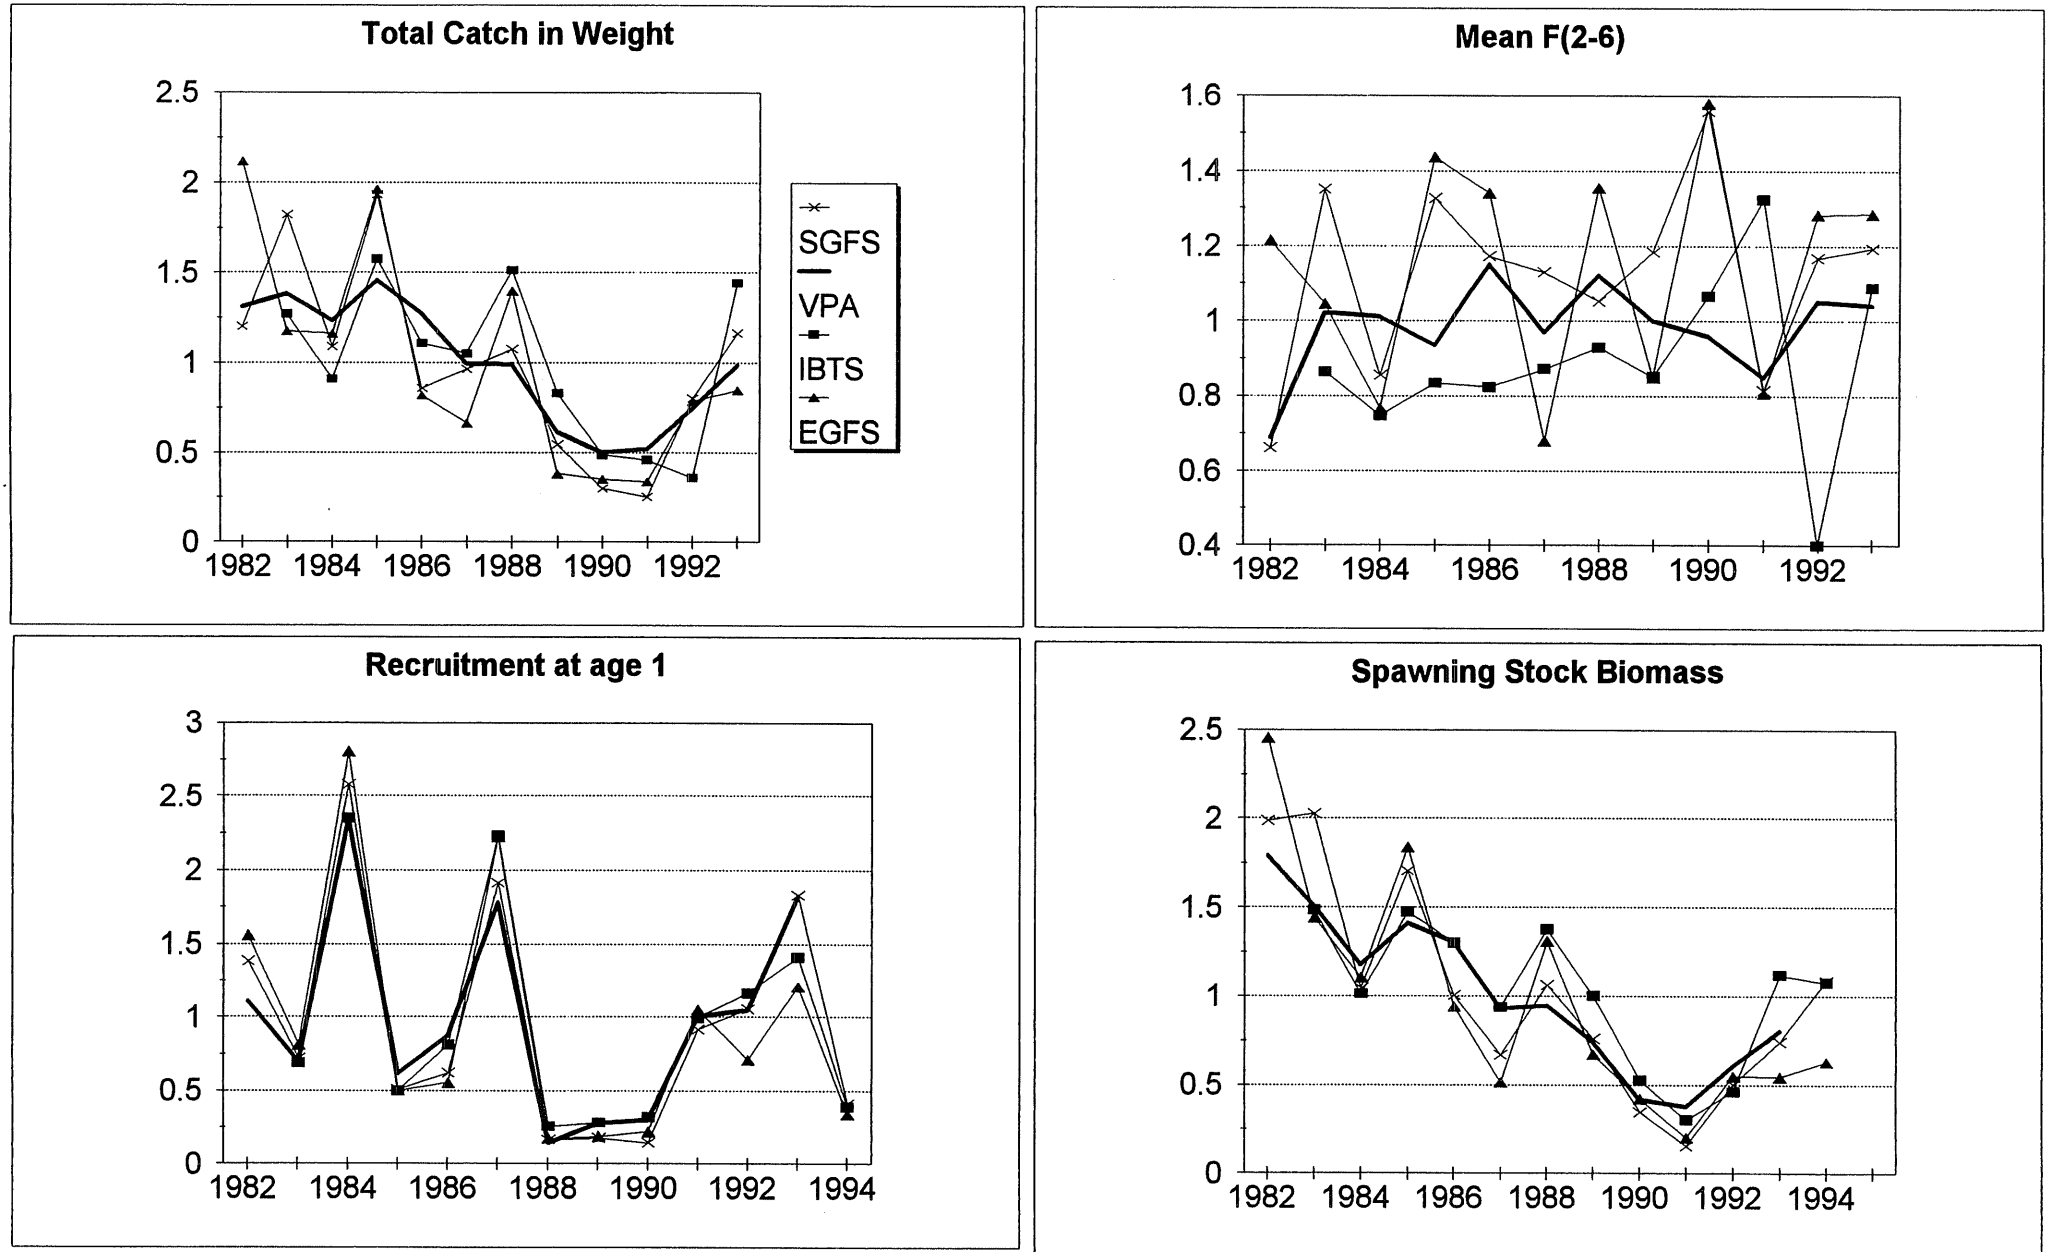 Total Catch in Weight
2.5
2
1.5
1
0.5
0
1982 1984 1986 1988 1990 1992
SGFS
VPA
IBTS
EGFS
Mean F(2-6)
1.6
1.4
1.2
1
0.8
0.6
0.4
1982 1984 1986 1988 1990 1992
Recruitment at age 1
3
2.5
2
1.5
1
0.5
0
1982 1984 1986 1988 1990 1992 1994
Spawning Stock Biomass
2.5
2
1.5
1
0.5
0
1982 1984 1986 1988 1990 1992 1994